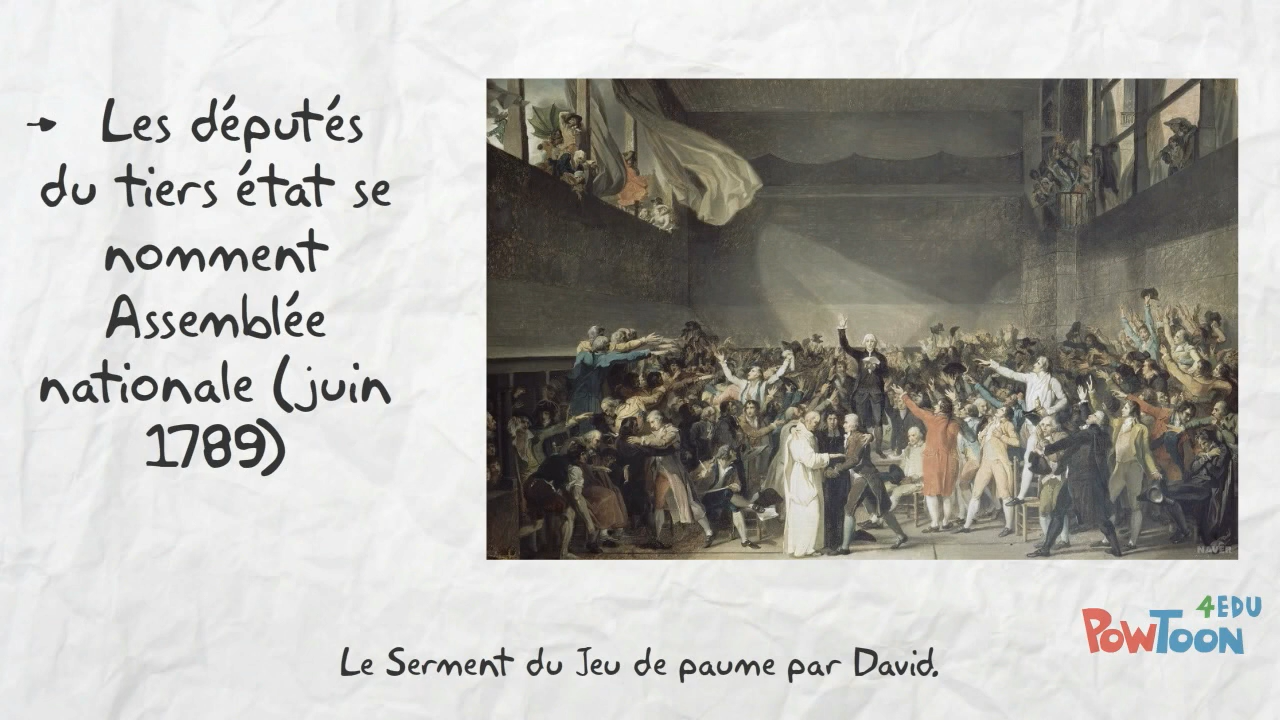 → Les députés
du tiers état se
nomment
Assemblée
nationale (juin
1789)
NAVER
Le Serment du Jeu de paume par David.
4EDU
POWTOON